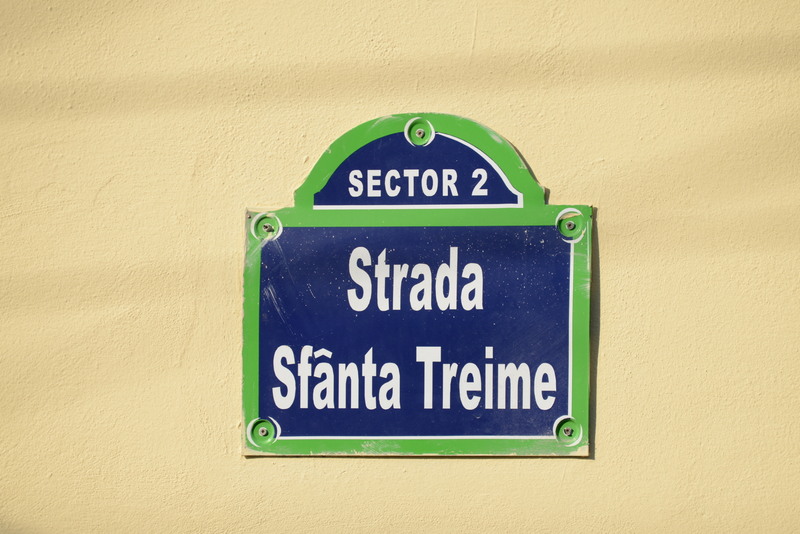 SECTOR 2
Strada
Sfânta Treime